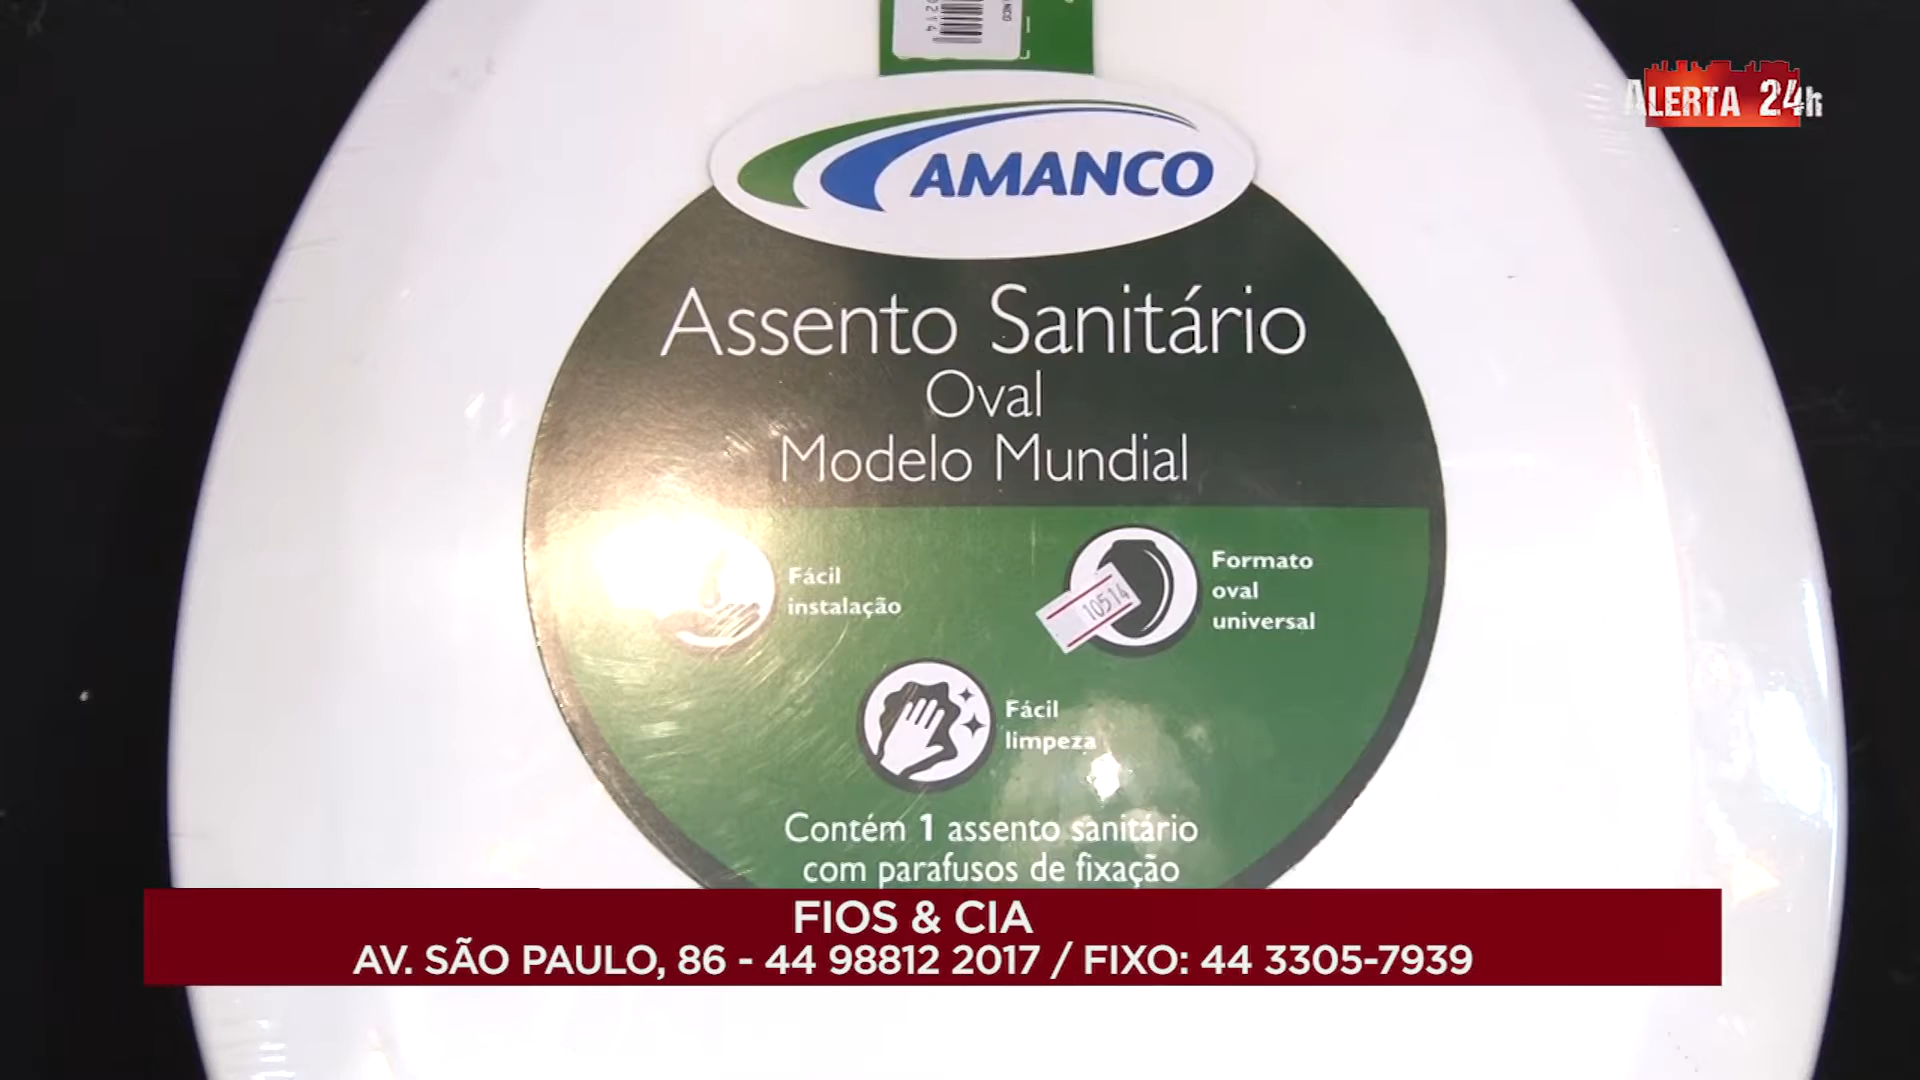 ALERTA 24h
AMANCO
Assento Sanitário
Oval
Modelo Mundial
Fácil
instalação
Formato
oval
universal
10514
Fácil
limpeza
Contém 1 assento sanitário
com parafusos de fixação
FIOS & CIA
AV. SÃO PAULO, 86 - 44 98812 2017 / FIXO: 44 3305-7939